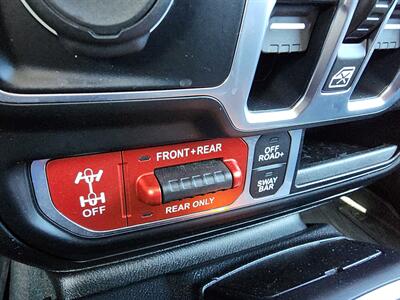 FRONT+REAR
OFF
ROAD+
OFF
REAR ONLY
SWAY
BAR